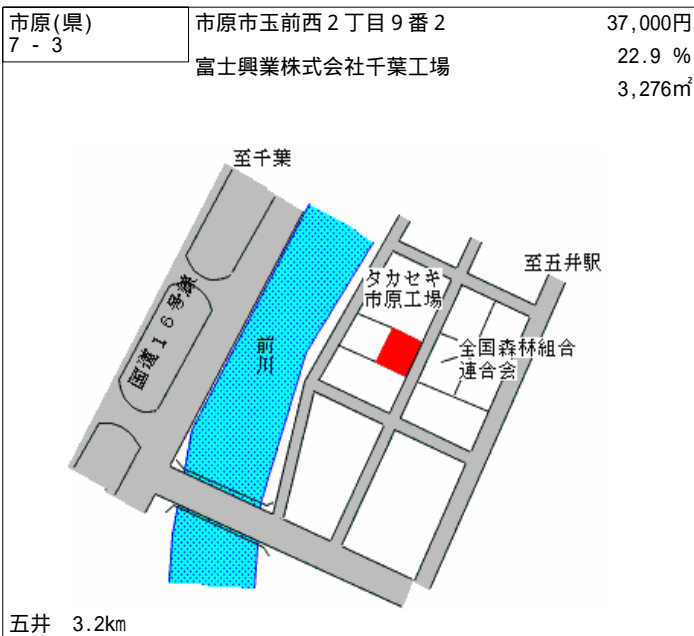 市原(県)
7 - 3
市原市玉前西２丁目９番２
富士興業株式会社千葉工場
37,000円
22.9 %
3,276㎡
至千葉
至五井駅
タカセキ
市原工場
国道１６号線
前川
全国森林組合
連合会
五井 3.2km